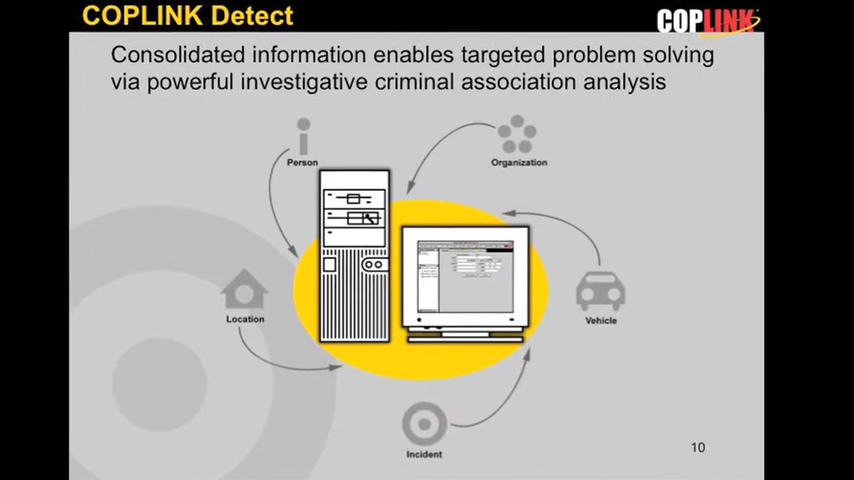 COPLINK Detect
COPLINK
Consolidated information enables targeted problem solving
via powerful investigative criminal association analysis
Person
Organization
Location
Vehicle
Incident
10